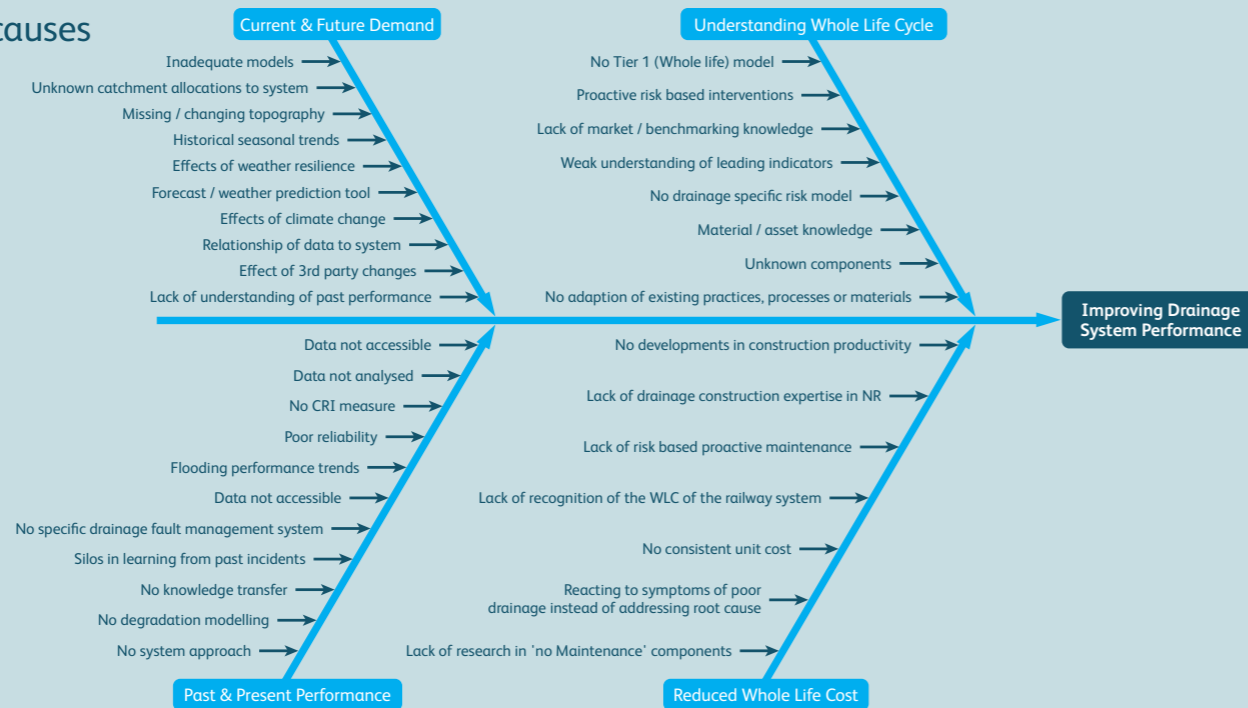 causes
Current & Future Demand
Inadequate models
Unknown catchment allocations to system
Missing / changing topography
Historical seasonal trends
Effects of weather resilience
Forecast / weather prediction tool
Effects of climate change
Relationship of data to system
Effect of 3rd party changes
Lack of understanding of past performance
Understanding Whole Life Cycle
No Tier 1 (Whole life) model
Proactive risk based interventions
Lack of market / benchmarking knowledge
Weak understanding of leading indicators
No drainage specific risk model
Material / asset knowledge
Unknown components
No adaption of existing practices, processes or materials
Improving Drainage
System Performance
Data not accessible
Data not analysed
No CRI measure
Poor reliability
Flooding performance trends
Data not accessible
No specific drainage fault management system
Silos in learning from past incidents
No knowledge transfer
No degradation modelling
No system approach
Past & Present Performance
No developments in construction productivity
Lack of drainage construction expertise in NR
Lack of risk based proactive maintenance
Lack of recognition of the WLC of the railway system
No consistent unit cost
Reacting to symptoms of poor
drainage instead of addressing root cause
Lack of research in 'no Maintenance' components
Reduced Whole Life Cost